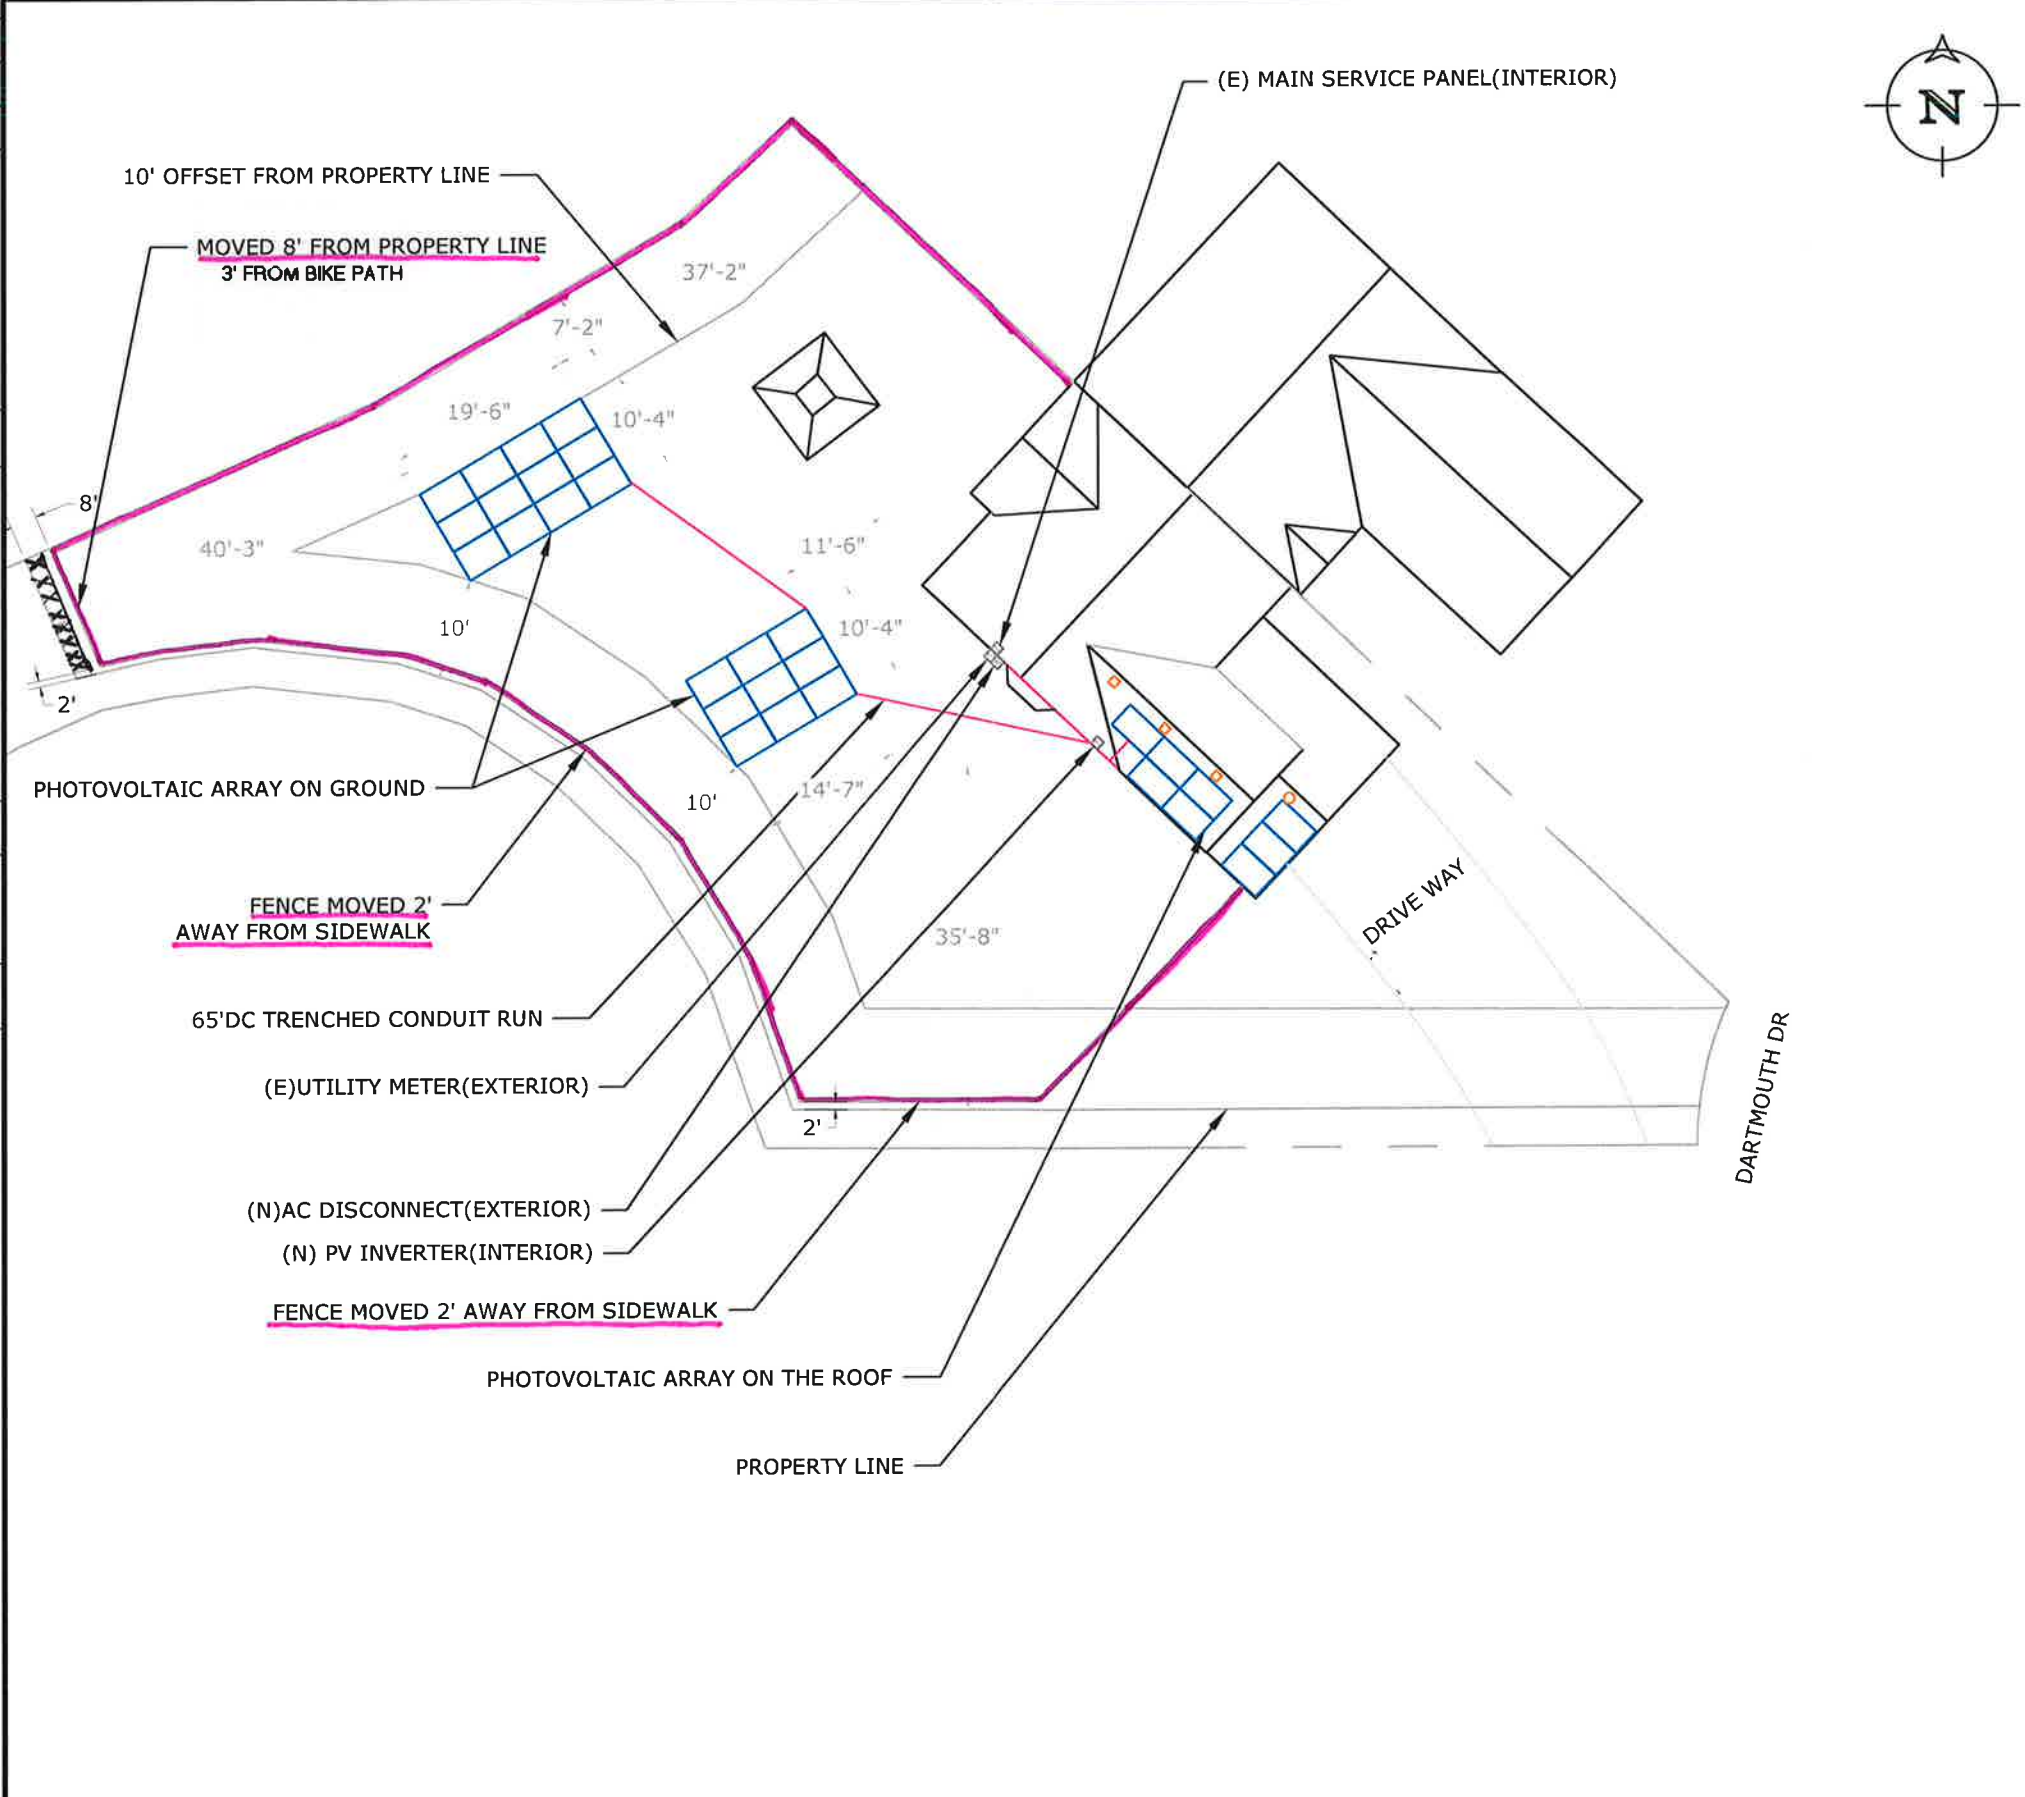 (E) MAIN SERVICE PANEL(INTERIOR)
N
10' OFFSET FROM PROPERTY LINE
MOVED 8' FROM PROPERTY LINE
3' FROM BIKE PATH
37'-2"
7'-2"
19'-6"
10'-4"
8'
40'-3"
11'-6"
10'
10'-4"
2'
PHOTOVOLTAIC ARRAY ON GROUND
10'
14'-7"
FENCE MOVED 2'
AWAY FROM SIDEWALK
35'-8"
DRIVE WAY
65'DC TRENCHED CONDUIT RUN
(E)UTILITY METER(EXTERIOR)
2'
DARTMOUTH DR
(N)AC DISCONNECT(EXTERIOR)
(N) PV INVERTER(INTERIOR)
FENCE MOVED 2' AWAY FROM SIDEWALK
PHOTOVOLTAIC ARRAY ON THE ROOF
PROPERTY LINE